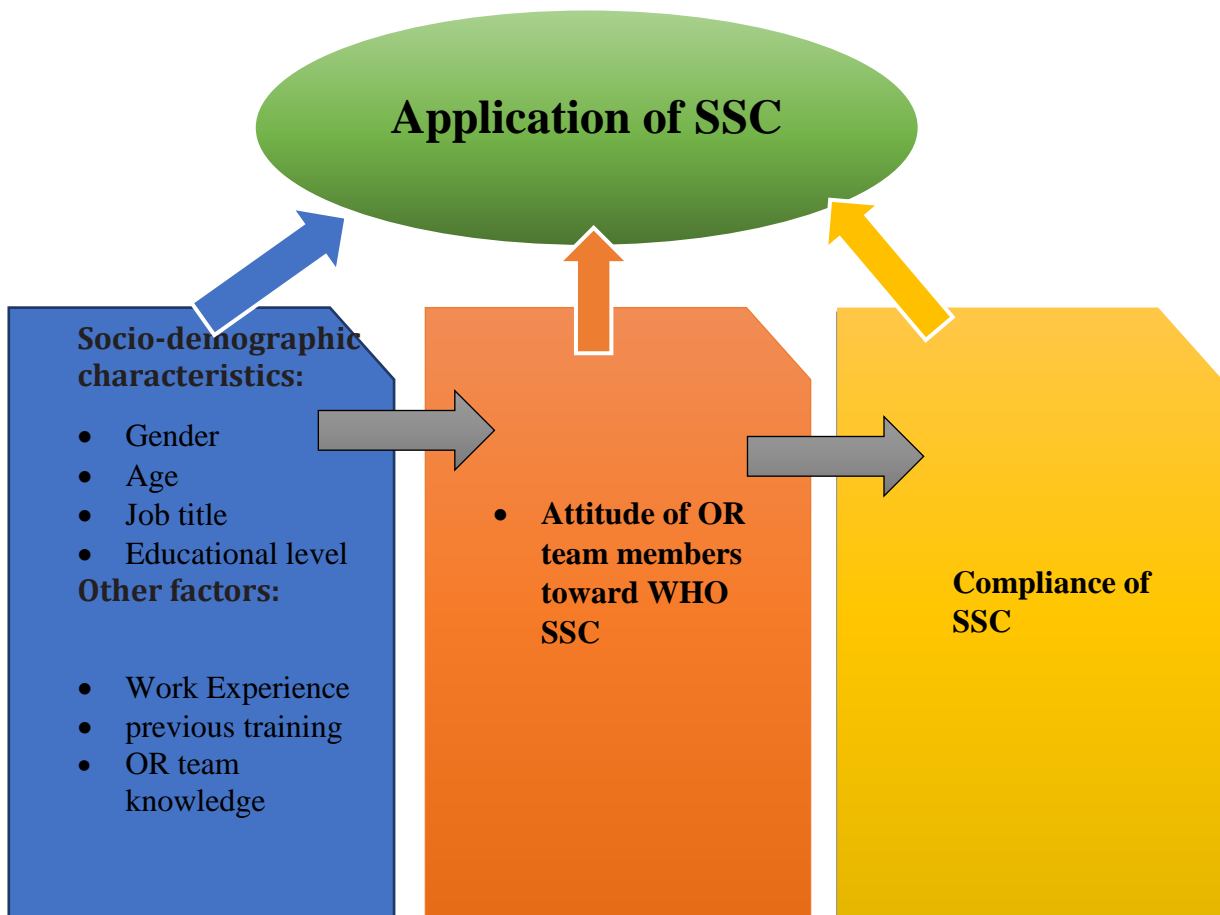 Application of SSC
Socio-demographic
characteristics:
• Gender
• Age
• Job title
• Educational level
Other factors:
• Work Experience
• previous training
• OR team
knowledge
• Attitude of OR
team members
toward WHO
SSC
Compliance of
SSC